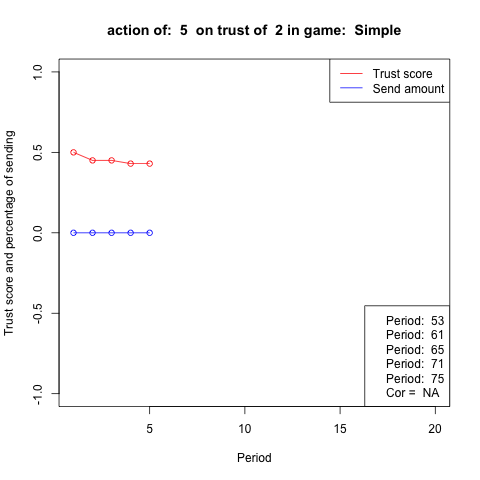 action of:  5  on trust of  2 in game:  Simple
Trust score
Send amount
Trust score and percentage of sending
1.0
0.5
0.0
-0.5
-1.0
Period:  53
Period:  61
Period:  65
Period:  71
Period:  75
Cor =  NA
5 10 15 20
Period